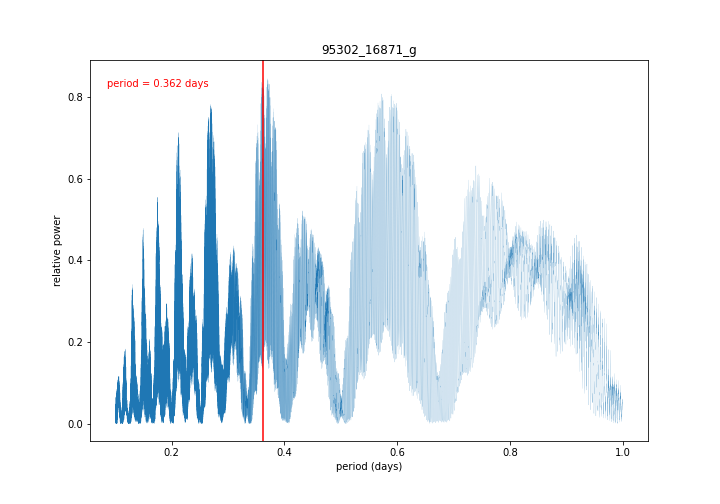 95302_16871_g
period = 0.362 days
relative power
0.8
0.6
0.4
0.2
0.0
0.2 0.4 0.6 0.8 1.0
period (days)